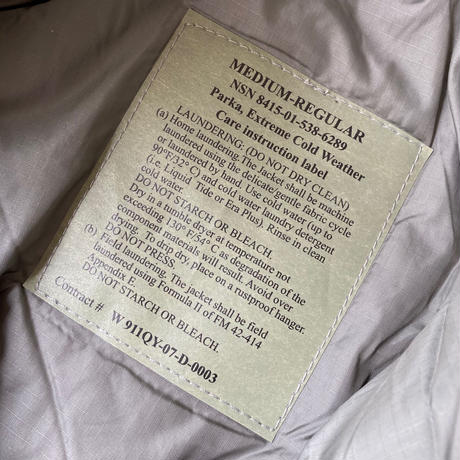 MEDIUM-REGULAR
NSN 8415-01-538-6289
Parka, Extreme Cold Weather
Care instruction label
LAUNDERING: (DO NOT DRY CLEAN)
(a) Home laundering. The Jacket shall be machine
laundered using the delicate/gentle fabric cycle
or laundered by hand. Use cold water (up to
90°F/32° C) and cold water laundry detergent
(i.e. Liquid Tide or Era Plus). Rinse in clean
cold water.
DO NOT STARCH OR BLEACH.
Dry in a tumble dryer at temperature not
exceeding 130° F/54° C as degradation of the
component materials will result. Avoid over
drying. To drip dry, place on a rustproof hanger.
DO NOT PRESS.
(b) Field laundering. The jacket shall be field
laundered using Formula II of FM 42-414
Appendix E.
DO NOT STARCH OR BLEACH.
Contract # W 911QY-07-D-0003